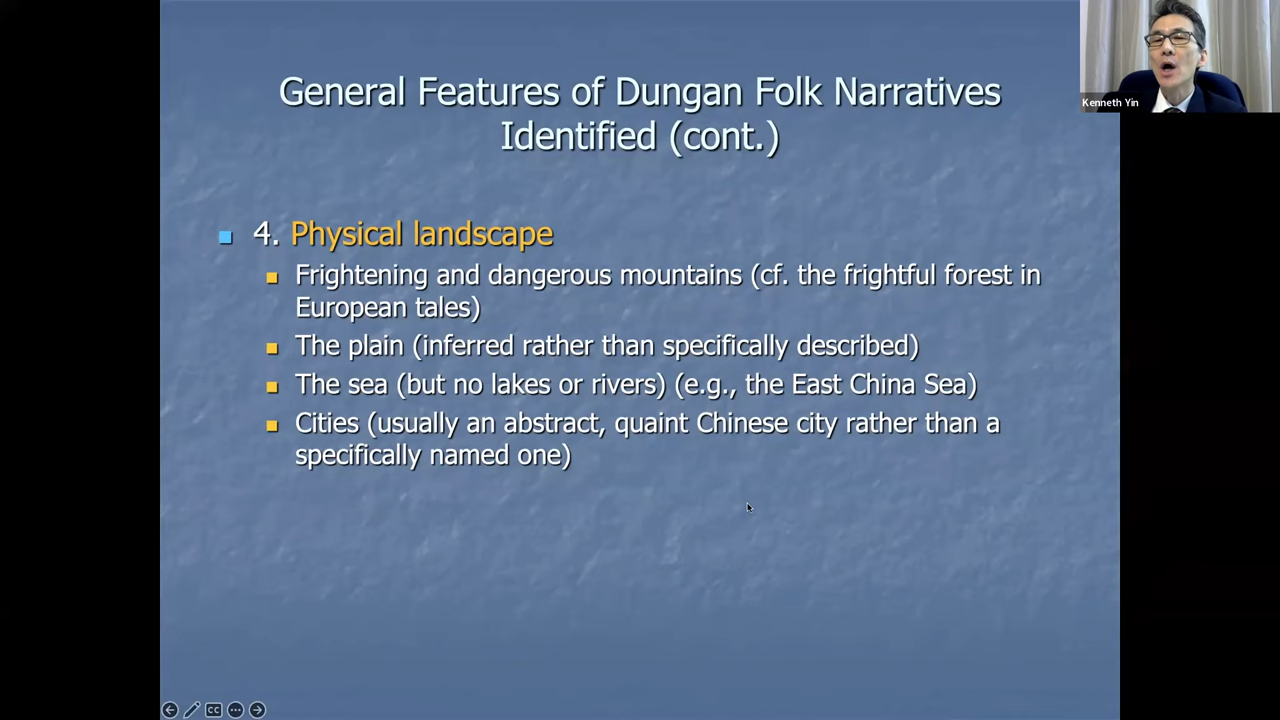 General Features of Dungan Folk Narratives
Identified (cont.)
Kenneth Yin
4. Physical landscape
Frightening and dangerous mountains (cf. the frightful forest in
European tales)
The plain (inferred rather than specifically described)
The sea (but no lakes or rivers) (e.g., the East China Sea)
Cities (usually an abstract, quaint Chinese city rather than a
specifically named one)
CC